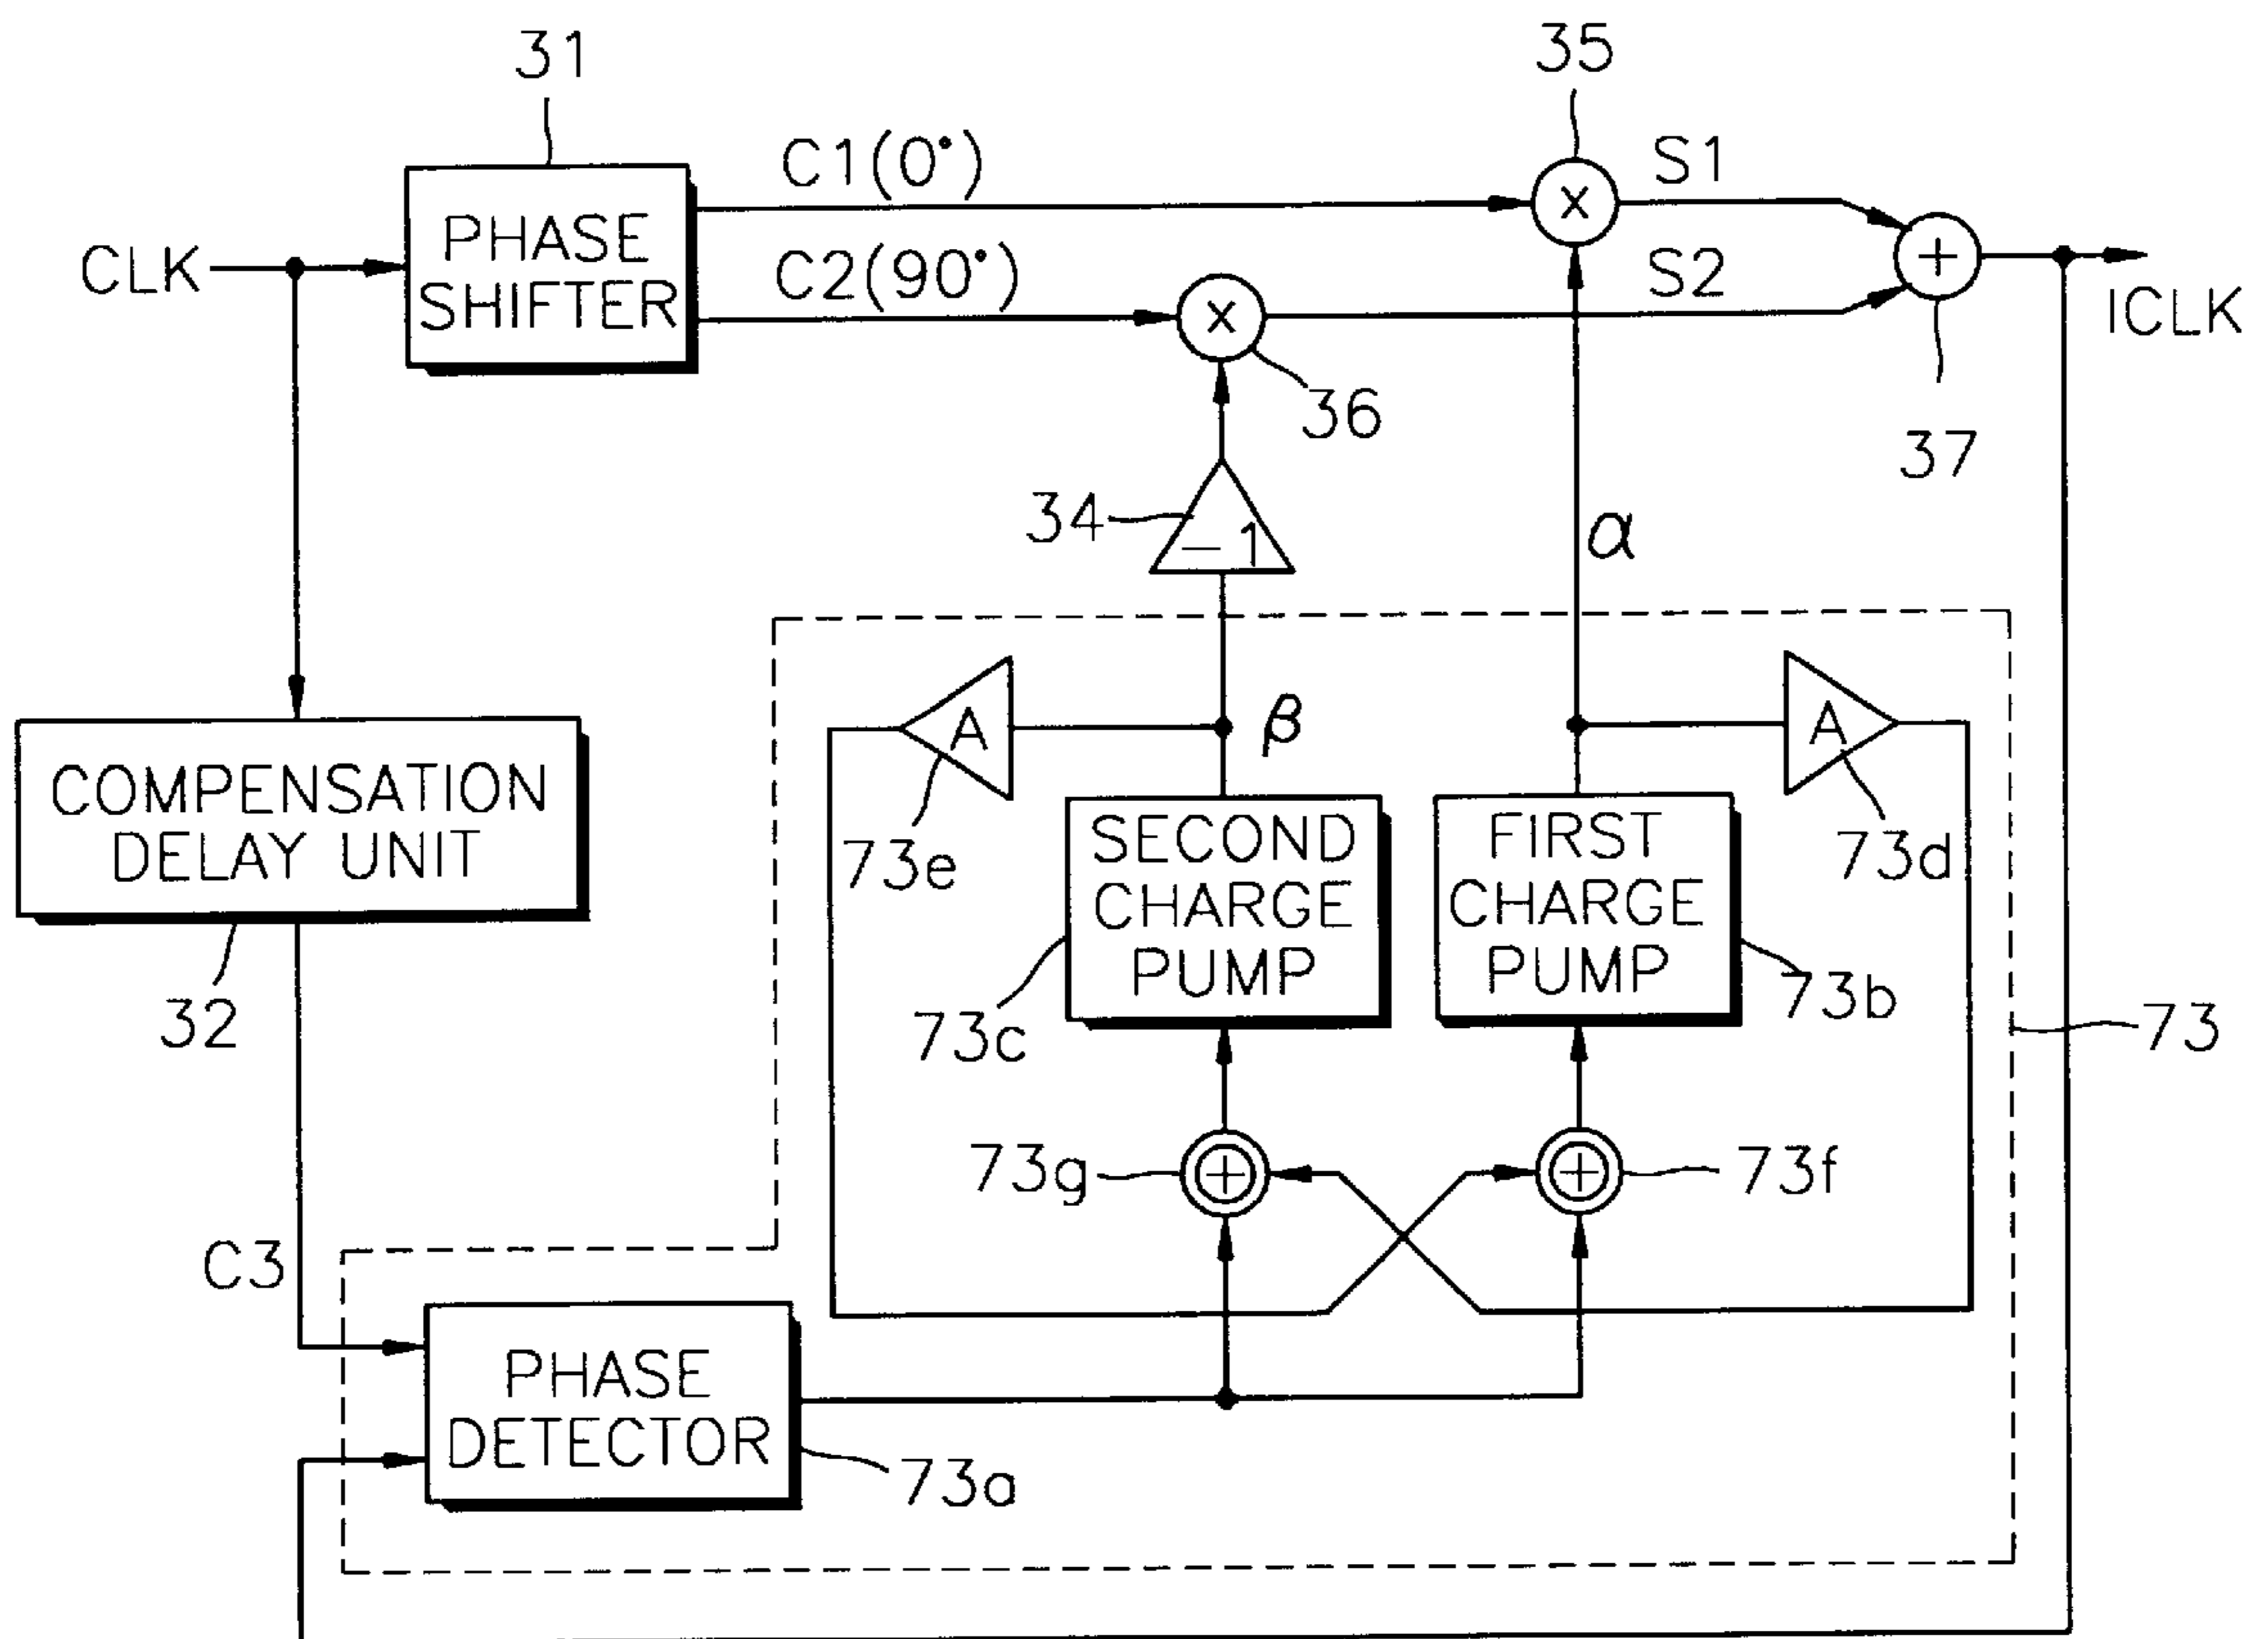 31
35
C1(0°)
S1
PHASE
SHIFTER
CLK
C2(90°)
S2
×
×
+
ICLK
36
37
34
-1
α
A
β
A
COMPENSATION
DELAY UNIT
73e
SECOND
CHARGE
PUMP
FIRST
CHARGE
PUMP
73d
32
73c
73b
73
73g
+
+
73f
C3
PHASE
DETECTOR
73a